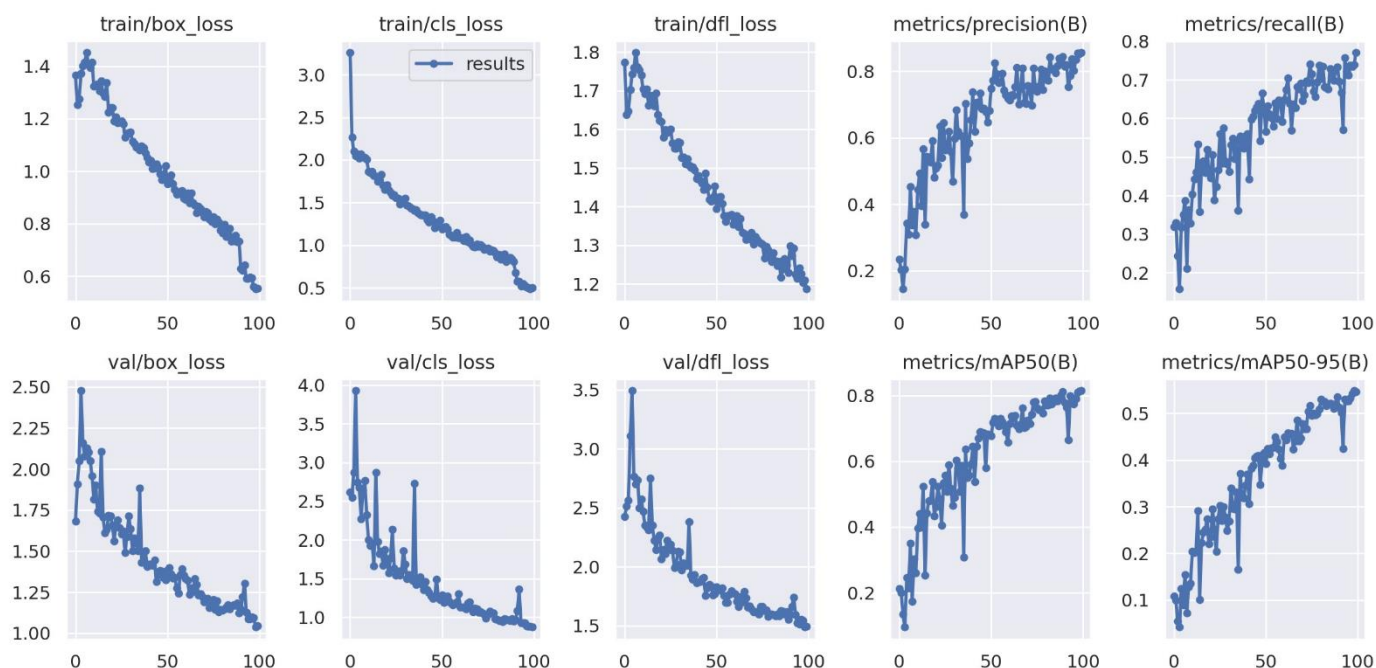 train/box_loss
train/cls_loss
train/dfl_loss
metrics/precision(B)
metrics/recall(B)
results
1.4
1.2
1.0
0.8
0.6
0 50 100
3.0
2.5
2.0
1.5
1.0
0.5
0 50 100
1.8
1.7
1.6
1.5
1.4
1.3
1.2
0 50 100
0.8
0.6
0.4
0.2
0 50 100
0.8
0.7
0.6
0.5
0.4
0.3
0.2
0 50 100
val/box_loss
val/cls_loss
val/dfl_loss
metrics/mAP50(B)
metrics/mAP50-95(B)
2.50
2.25
2.00
1.75
1.50
1.25
1.00
0 50 100
4.0
3.5
3.0
2.5
2.0
1.5
1.0
0 50 100
3.5
3.0
2.5
2.0
1.5
0 50 100
0.8
0.6
0.4
0.2
0 50 100
0.5
0.4
0.3
0.2
0.1
0 50 100